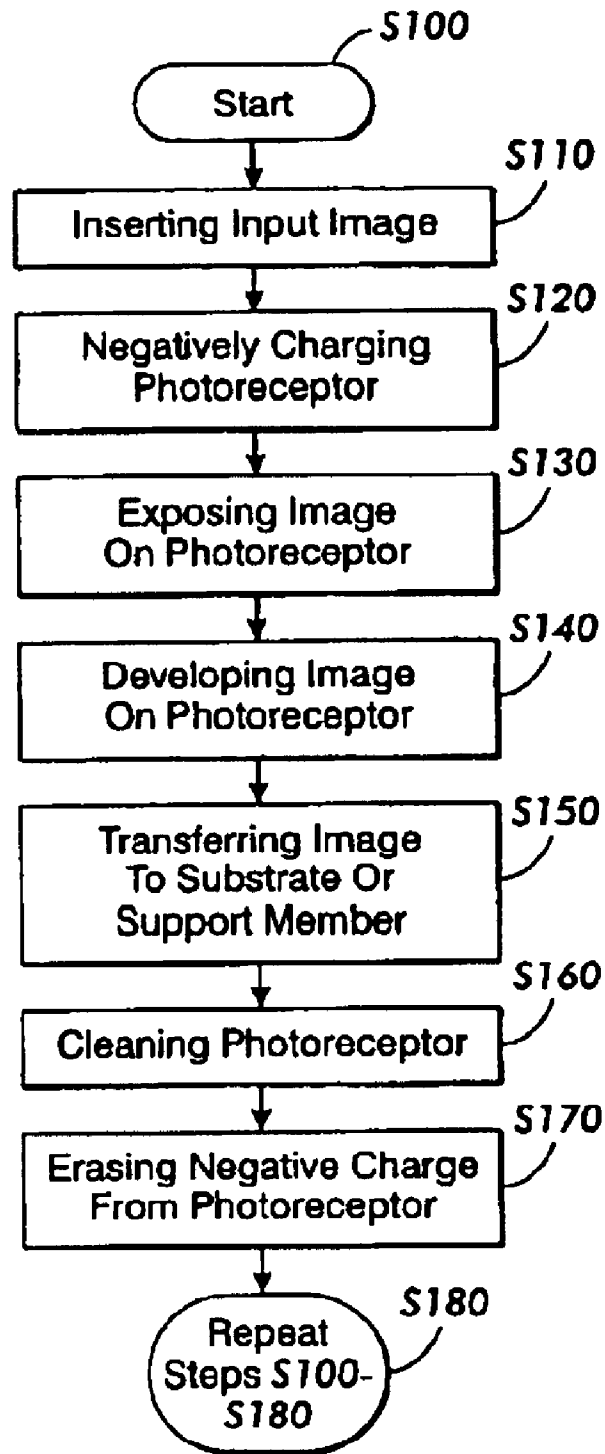 S100
Start
S110
Inserting Input Image
S120
Negatively Charging
Photoreceptor
S130
Exposing Image
On Photoreceptor
S140
Developing Image
On Photoreceptor
S150
Transferring Image
To Substrate Or
Support Member
S160
Cleaning Photoreceptor
S170
Erasing Negative Charge
From Photoreceptor
S180
Repeat
Steps S100-
S180